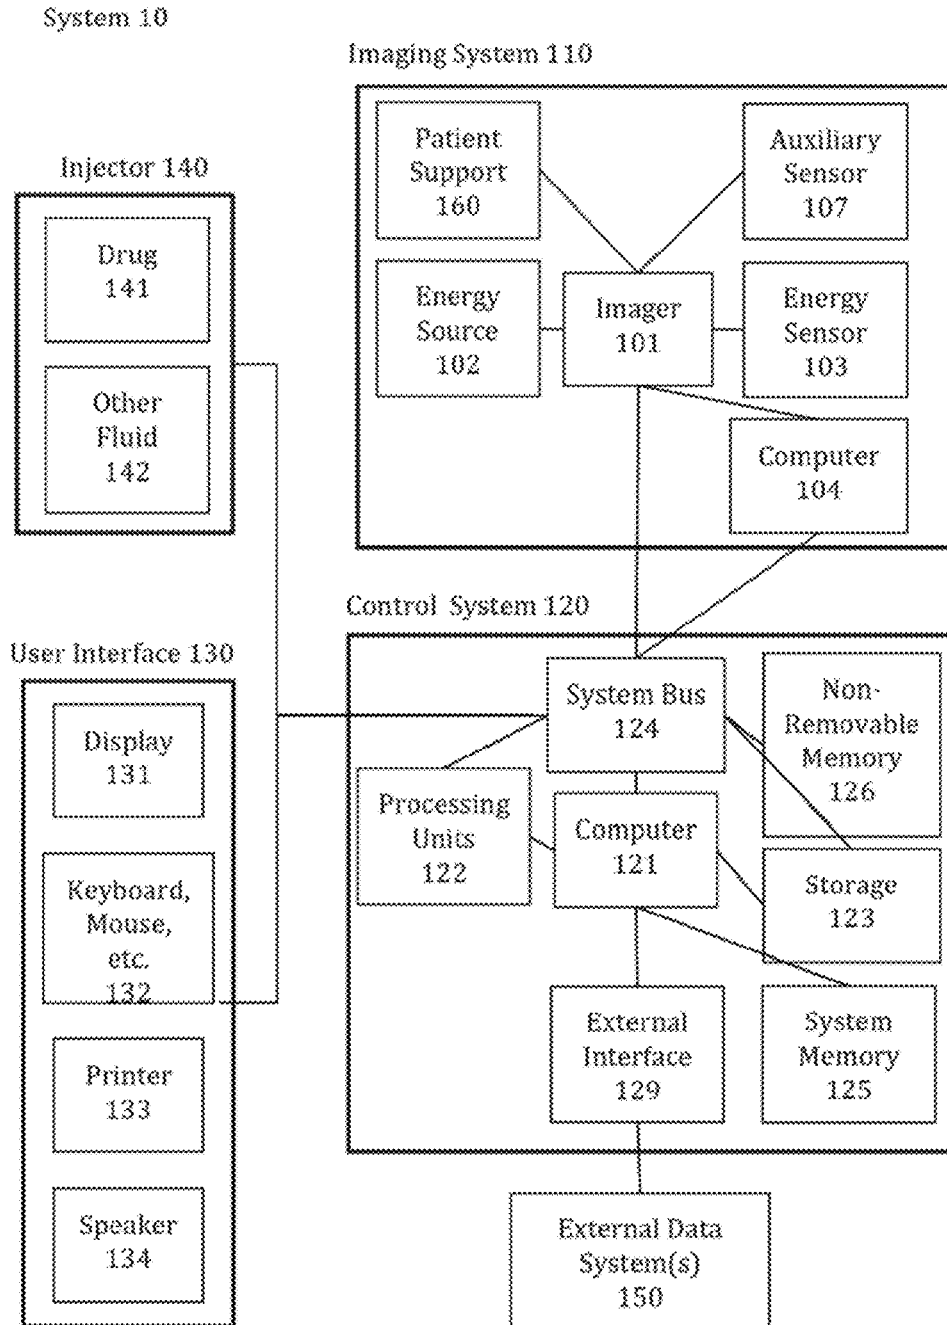 System 10
Imaging System 110
Patient
Support
160
Auxiliary
Sensor
107
Energy
Source
102
Imager
101
Energy
Sensor
103
Computer
104
Injector 140
Drug
141
Other
Fluid
142
Control System 120
System Bus
124
Non-
Removable
Memory
126
Processing
Units
122
Computer
121
Storage
123
External
Interface
129
System
Memory
125
User Interface 130
Display
131
Keyboard,
Mouse,
etc.
132
Printer
133
Speaker
134
External Data
System(s)
150